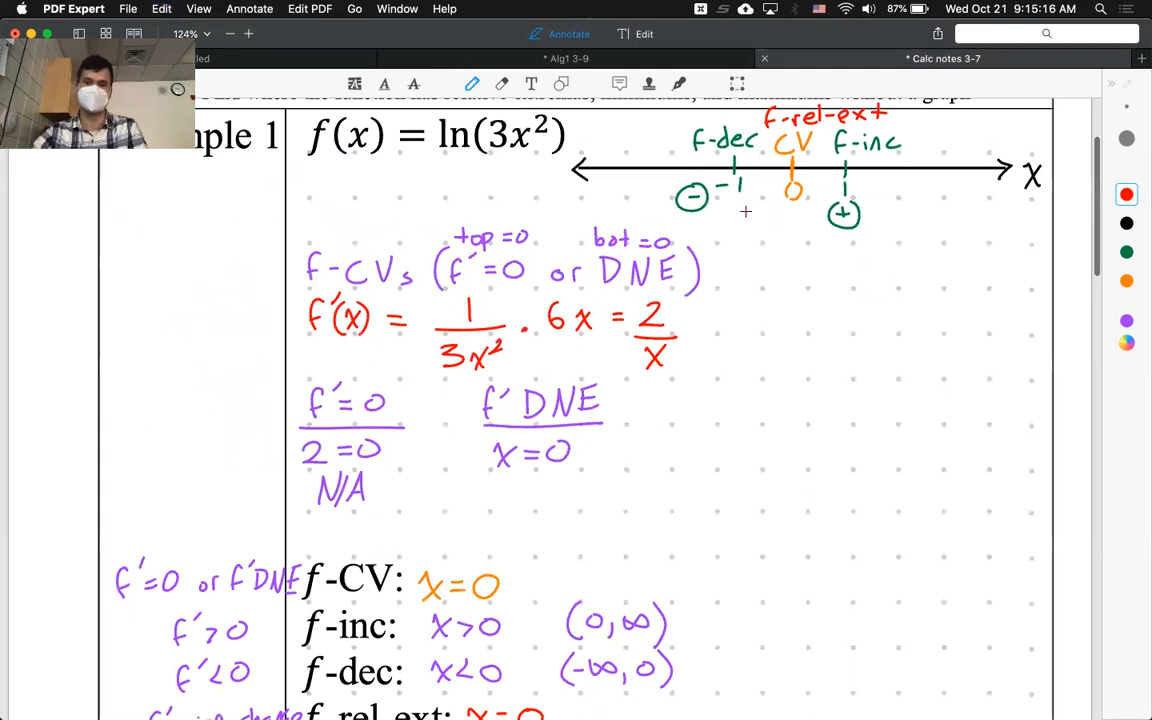 PDF Expert File Edit View Annotate Edit PDF Go Window Help 87% Wed Oct 21 9:15:16 AM
124% Annotate Edit
* Alg1 3-9 * Calc notes 3-7
T
Example 1 f(x) = ln(3x²)
f-rel-ext
f-dec CV f-inc
x
-1 0 1
- +
top=0 bot=0
f-CVs (f'=0 or DNE)
f'(x) = 1/3x² · 6x = 2/x
f'=0 f' DNE
2=0 x=0
N/A
f'=0 or f'DNE f-CV: x=0
f'>0 f-inc: x>0 (0,∞)
f'<0 f-dec: x<0 (-∞,0)
f-rel ext: x=0